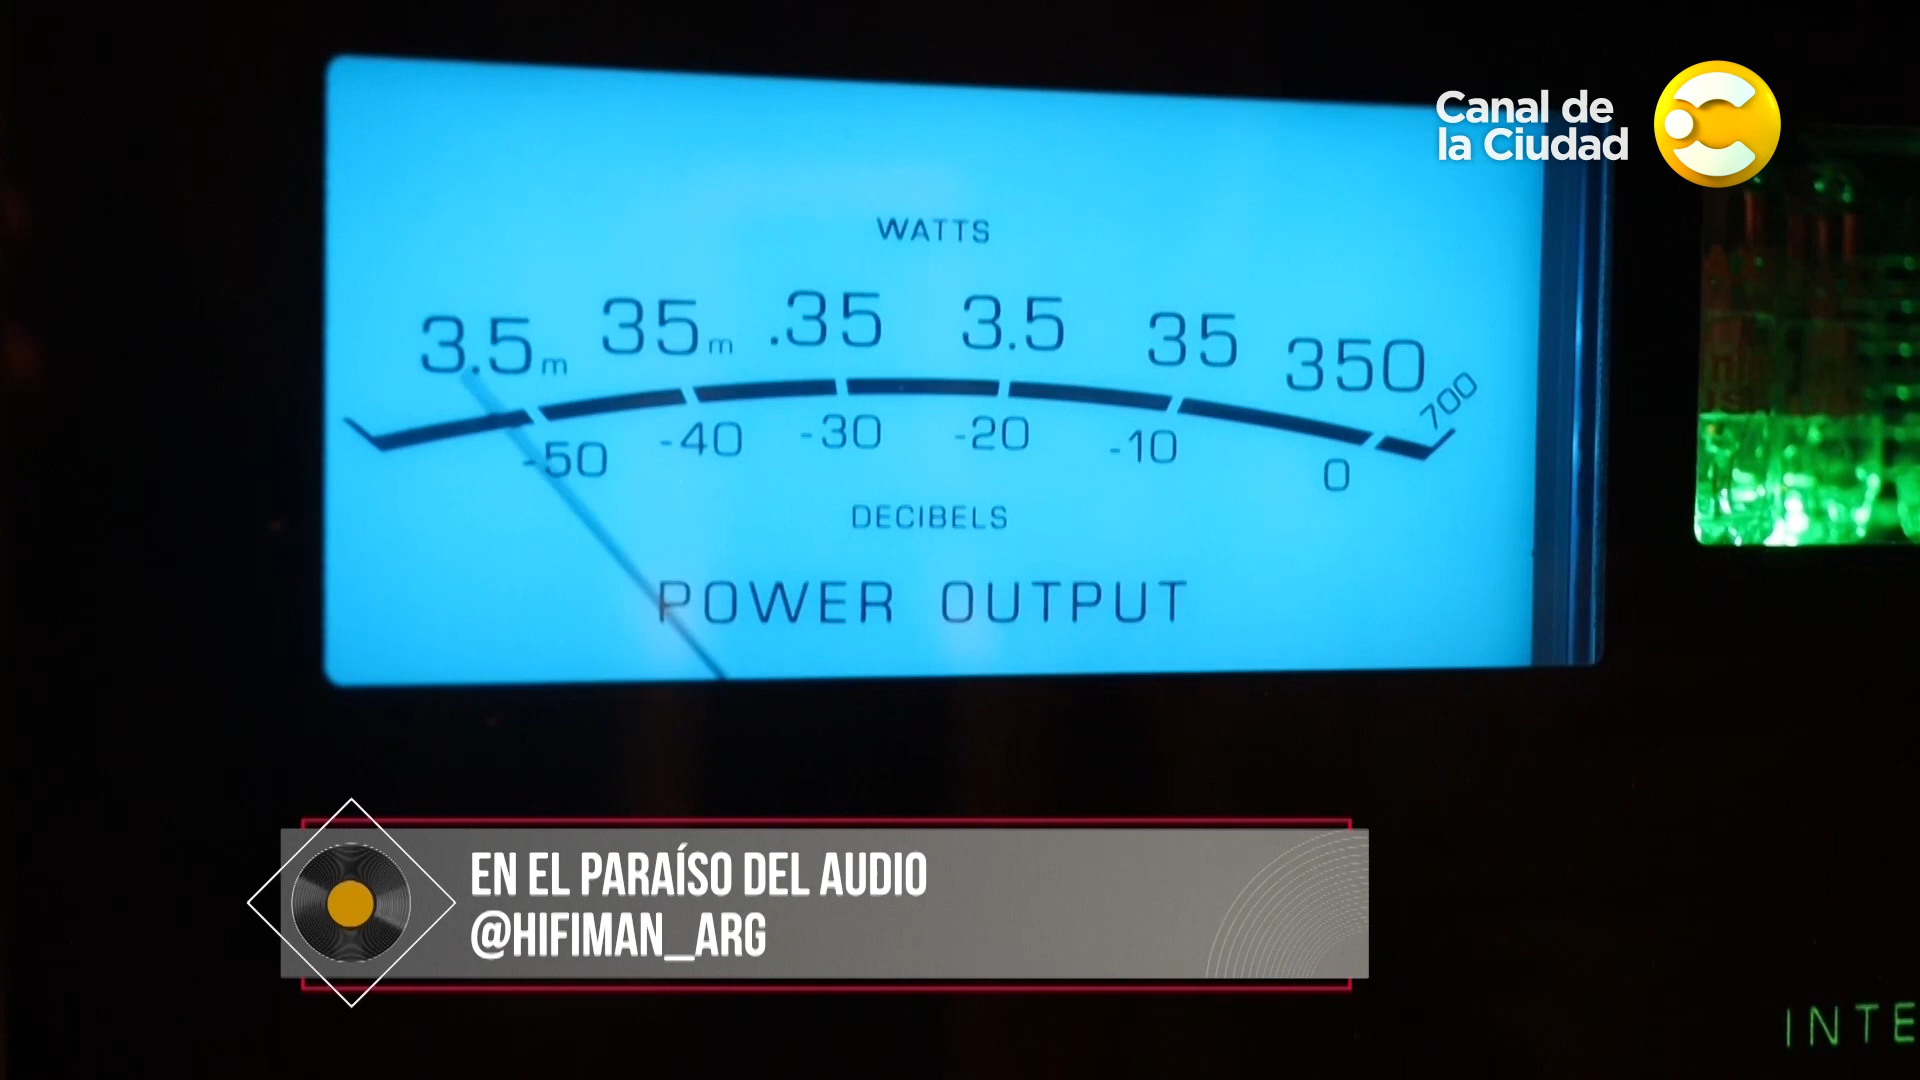 Canal de
la Ciudad
WATTS
3.5m 35m .35 3.5 35 350 700
-50 -40 -30 -20 -10 0
DECIBELS
POWER OUTPUT
EN EL PARAÍSO DEL AUDIO
@HIFIMAN_ARG
INTE